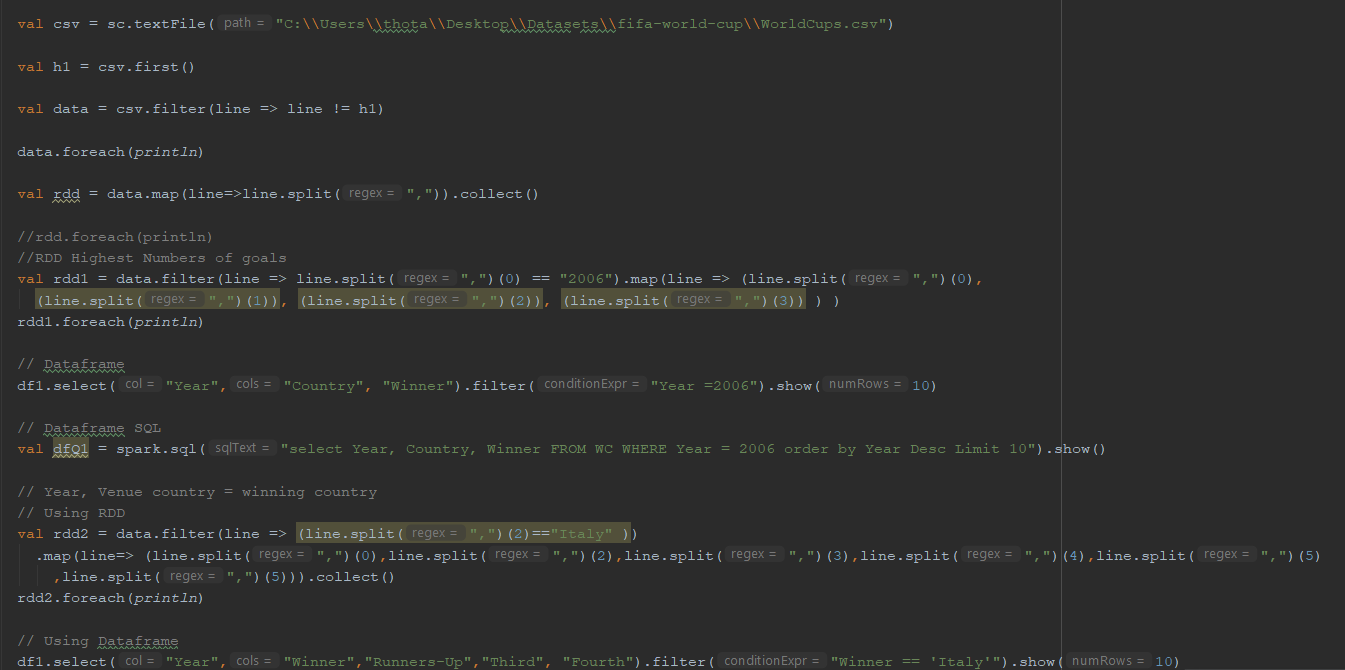 val csv = sc.textFile( path = "C:\\Users\\thota\\Desktop\\Datasets\\fifa-world-cup\\WorldCups.csv")
val h1 = csv.first()
val data = csv.filter(line => line != h1)
data.foreach(println)
val rdd = data.map(line=>line.split( regex = ",")).collect()
//rdd.foreach(println)
//RDD Highest Numbers of goals
val rdd1 = data.filter(line => line.split( regex = ",")(0) == "2006").map(line => (line.split( regex = ",")(0),
(line.split( regex = ",")(1)), (line.split( regex = ",")(2)), (line.split( regex = ",")(3)) ) )
rdd1.foreach(println)
// Dataframe
df1.select( col = "Year", cols = "Country", "Winner").filter( conditionExpr = "Year =2006").show( numRows = 10)
// Dataframe SQL
val dfQ1 = spark.sql( sqlText = "select Year, Country, Winner FROM WC WHERE Year = 2006 order by Year Desc Limit 10").show()
// Year, Venue country = winning country
// Using RDD
val rdd2 = data.filter(line => (line.split( regex = ",")(2)=="Italy" ))
.map(line=> (line.split( regex = ",")(0),line.split( regex = ",")(2),line.split( regex = ",")(3),line.split( regex = ",")(4),line.split( regex = ",")(5)
,line.split( regex = ",")(5))).collect()
rdd2.foreach(println)
// Using Dataframe
df1.select( col = "Year", cols = "Winner","Runners-Up","Third", "Fourth").filter( conditionExpr = "Winner == 'Italy'").show( numRows = 10)